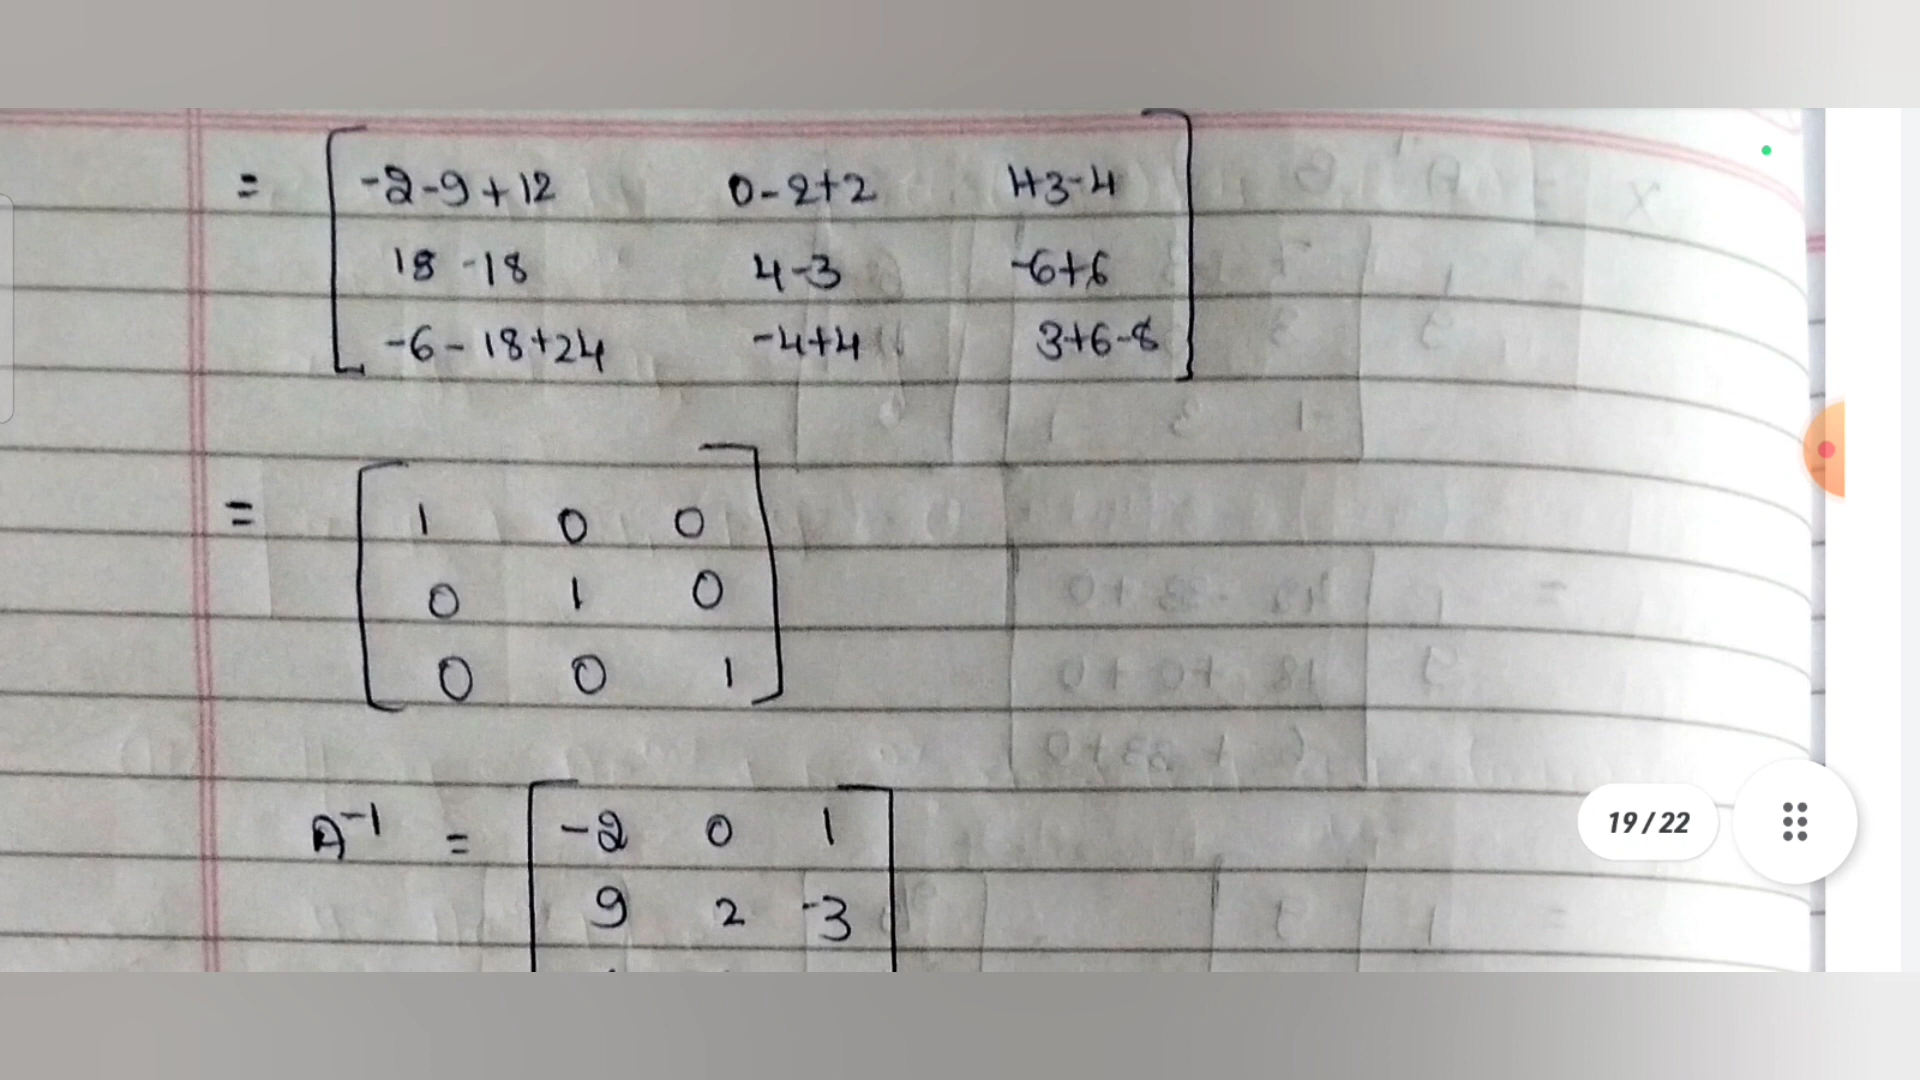 = [ -2-9+12 0-2+2 1+3-4
18-18 4-3 -6+6
-6-18+24 -4+4 3+6-8 ]
= [ 1 0 0
0 1 0
0 0 1 ]
A⁻¹ = [ -2 0 1
9 2 -3
19/22